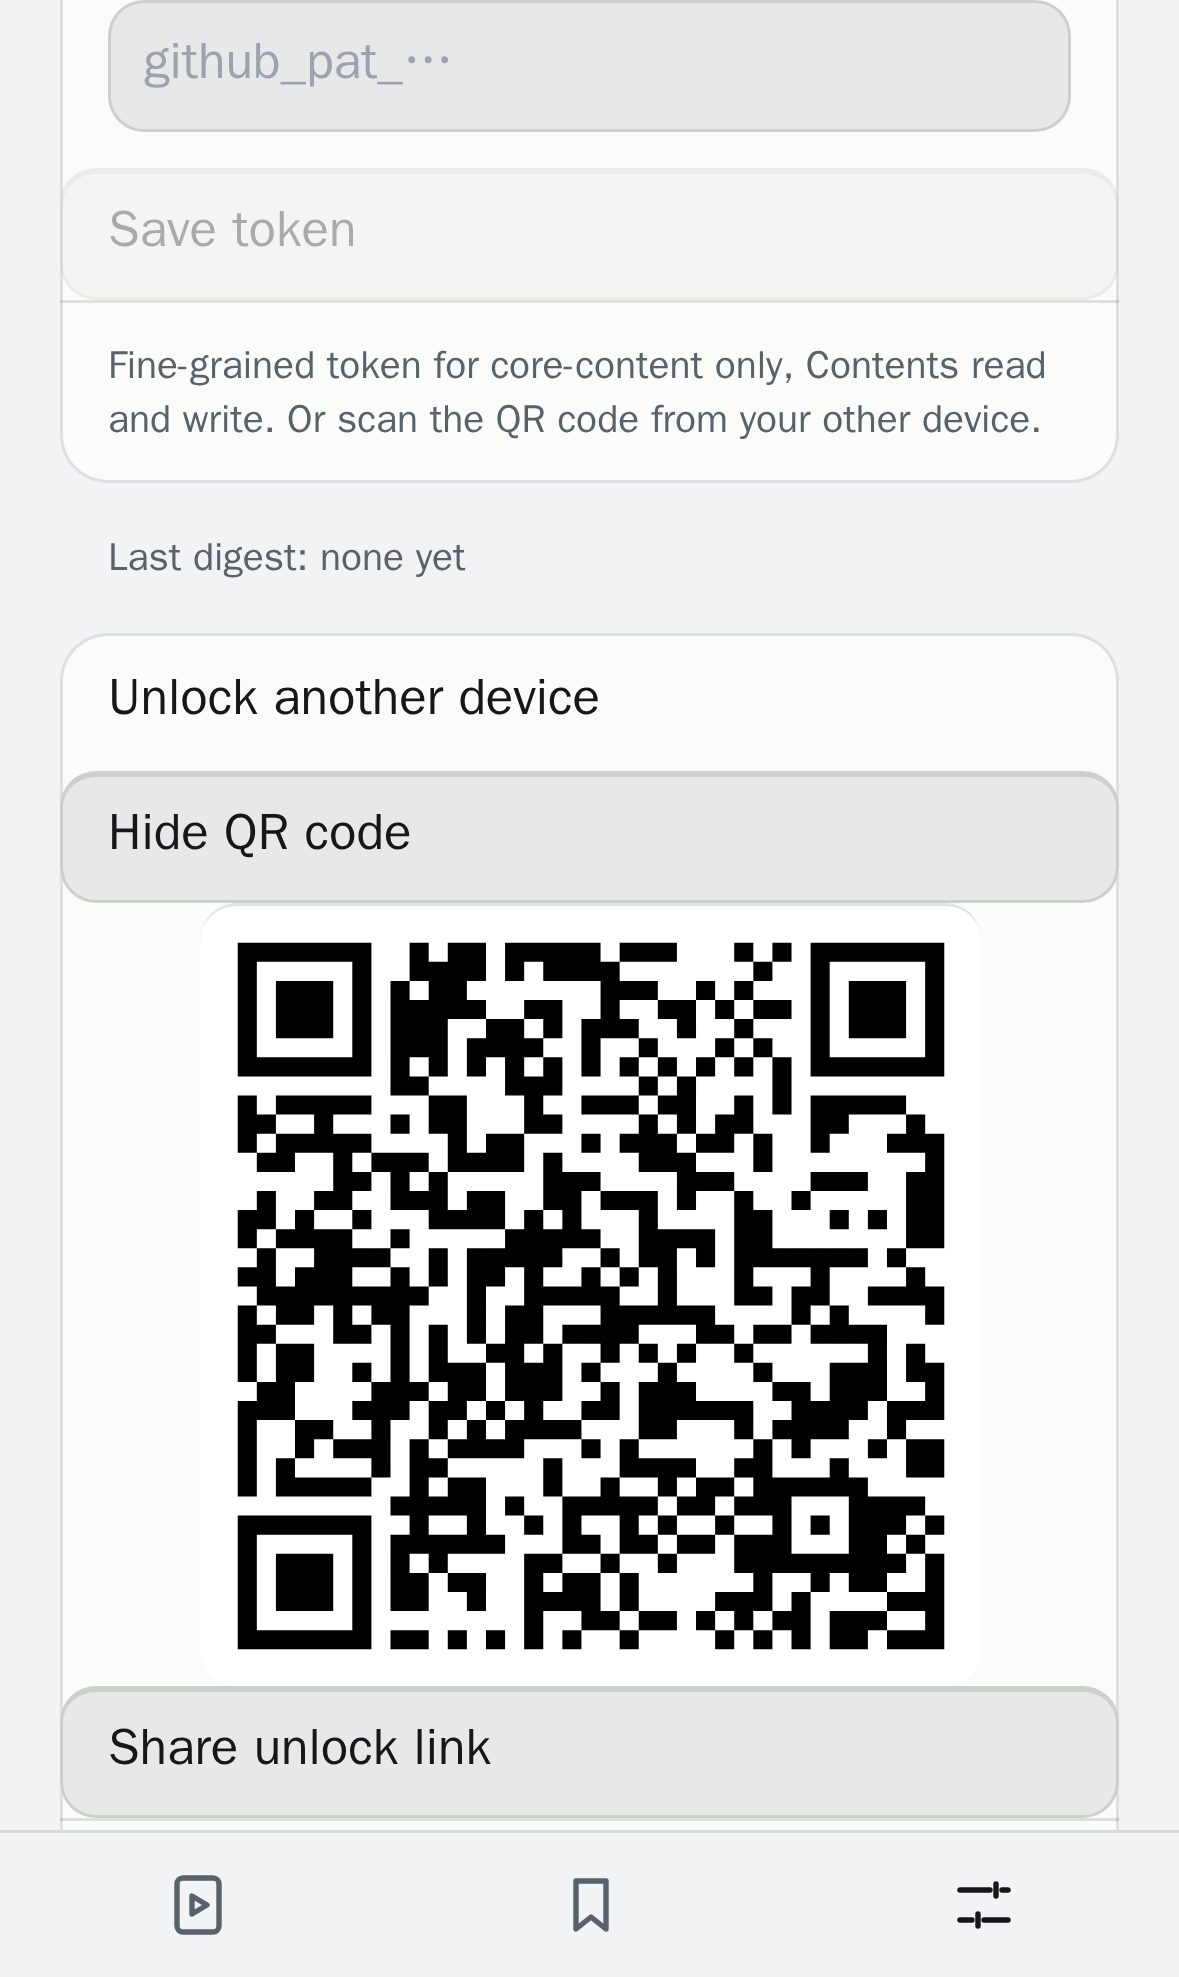 github_pat_···
Save token
Fine-grained token for core-content only, Contents read
and write. Or scan the QR code from your other device.
Last digest: none yet
Unlock another device
Hide QR code
Share unlock link